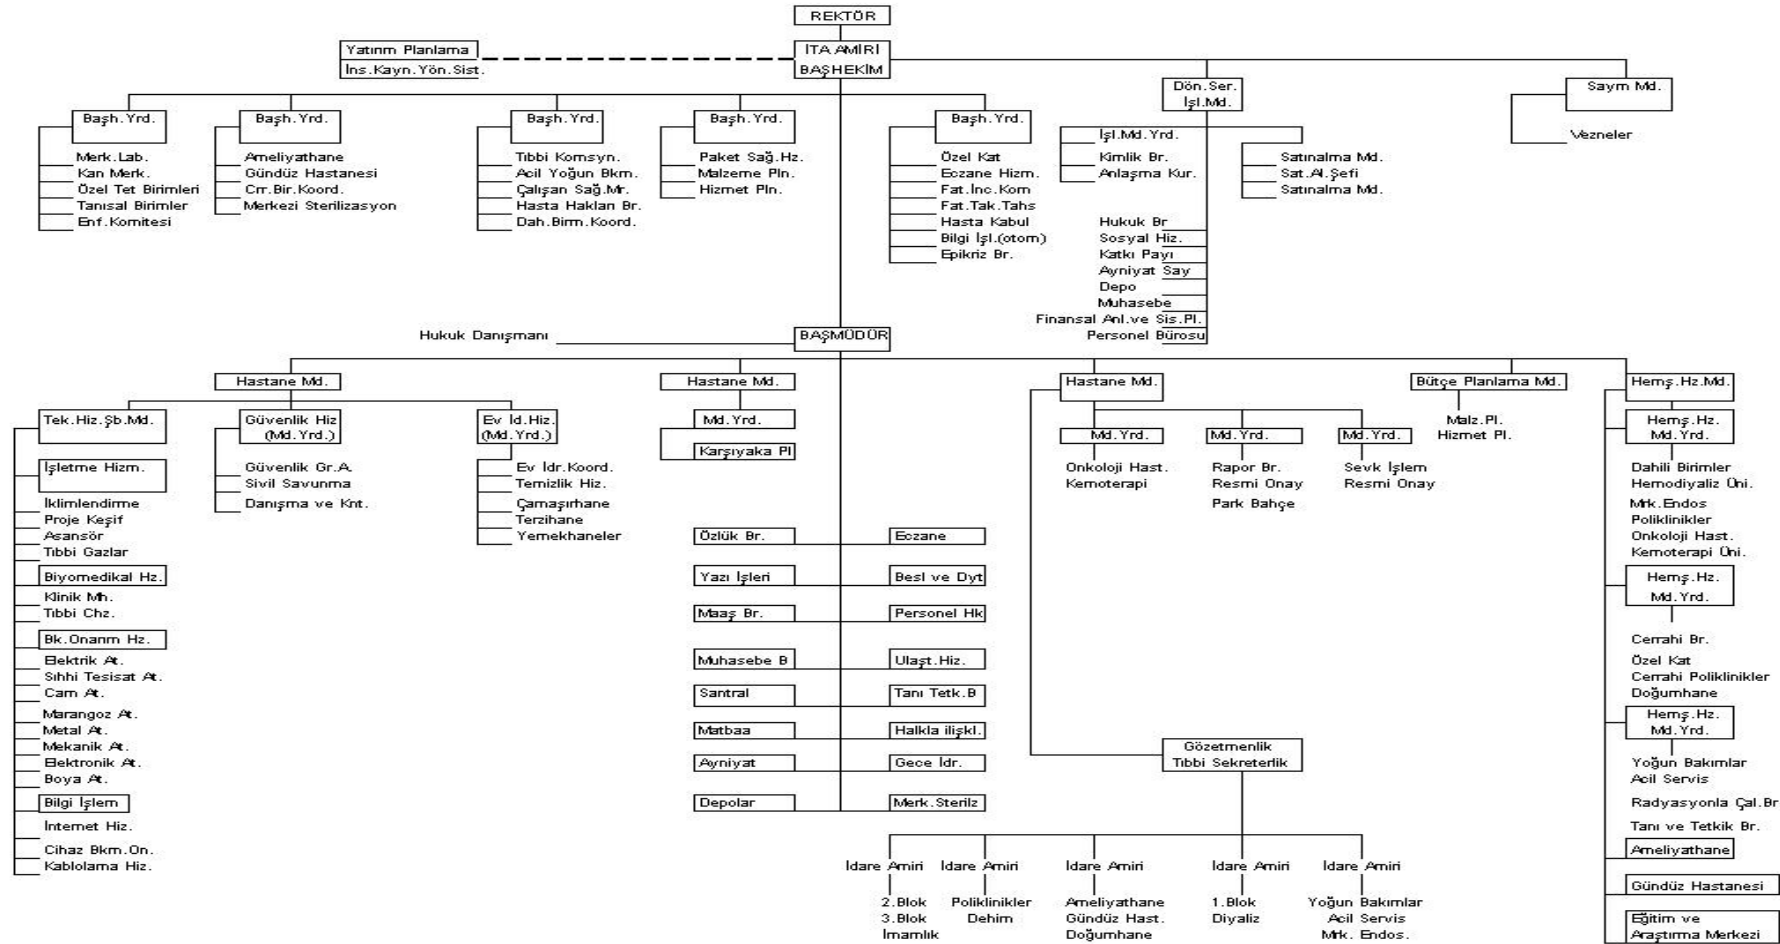 REKTÖR
Yatırım Planlama
İns.Kayn.Yön.Sist.
İTA AMİRİ
BAŞHEKİM
Dön.Ser.
İşl.Md.
Saym Md.
Vezneler
Başh.Yrd.
Merk.Lab.
Kan Merk.
Özel Tet Birimleri
Tanısal Birimler
Enf.Komitesi
Başh.Yrd.
Ameliyathane
Gündüz Hastanesi
Crr.Bir.Koord.
Merkezi Sterilizasyon
Başh.Yrd.
Tıbbi Komsyn.
Acil Yoğun Bkm.
Çalışan Sağ.Mr.
Hasta Hakları Br.
Dah.Birm.Koord.
Başh.Yrd.
Paket Sağ.Hz.
Malzeme Pln.
Hizmet Pln.
Başh.Yrd.
Özel Kat
Eczane Hizm.
Fat.İnc.Kom
Fat.Tak.Tahs
Hasta Kabul
Bilgi İşl.(otom)
Epikriz Br.
İşl.Md.Yrd.
Kimlik Br.
Anlaşma Kur.
Satınalma Md.
Sat.Al.Şefi
Satınalma Md.
Hukuk Br
Sosyal Hiz.
Katkı Payı
Ayniyat Say
Depo
Muhasebe
Finansal Anl.ve Sis.Pl.
Personel Bürosu
Hukuk Danışmanı
BAŞMÜDÜR
Hastane Md.
Hastane Md.
Hastane Md.
Bütçe Planlama Md.
Hemş.Hz.Md.
Tek.Hiz.Şb.Md.
İşletme Hizm.
İklimlendirme
Proje Keşif
Asansör
Tıbbi Gazlar
Biyomedikal Hz.
Klinik Mh.
Tıbbi Chz.
Bk.Onarım Hz.
Elektrik At.
Sıhhi Tesisat At.
Cam At.
Marangoz At.
Metal At.
Mekanik At.
Elektronik At.
Boya At.
Bilgi İşlem
İnternet Hiz.
Cihaz Bkm.On.
Kablolama Hiz.
Güvenlik Hiz
(Md.Yrd.)
Güvenlik Gr.A.
Sivil Savunma
Danışma ve Knt.
Ev İd.Hiz.
(Md.Yrd.)
Ev İdr.Koord.
Temizlik Hiz.
Çamaşırhane
Terzihane
Yemekhaneler
Md.Yrd.
Karşıyaka Pl
Özlük Br.
Eczane
Yazı İşleri
Besl ve Dyt
Maaş Br.
Personel Hk
Muhasebe B
Ulaşt.Hiz.
Santral
Tanı Tetk.B
Matbaa
Halkla ilişkl.
Ayniyat
Gece İdr.
Depolar
Merk.Steriliz
Md.Yrd.
Onkoloji Hast.
Kemoterapi
Md.Yrd.
Rapor Br.
Resmi Onay
Park Bahçe
Md.Yrd.
Sevk İşlem
Resmi Onay
Malz.Pl.
Hizmet Pl.
Gözetmenlik
Tıbbi Sekreterlik
İdare Amiri
2.Blok
3.Blok
İmamlık
İdare Amiri
Poliklinikler
Dehim
İdare Amiri
Ameliyathane
Gündüz Hast.
Doğumhane
İdare Amiri
1.Blok
Diyaliz
İdare Amiri
Yoğun Bakımlar
Acil Servis
Mrk. Endos.
Hemş.Hz.
Md.Yrd.
Dahili Birimler
Hemodiyaliz Üni.
Mrk.Endos
Poliklinikler
Onkoloji Hast.
Kemoterapi Üni.
Hemş.Hz.
Md.Yrd.
Cerrahi Br.
Özel Kat
Cerrahi Poliklinikler
Doğumhane
Hemş.Hz.
Md.Yrd.
Yoğun Bakımlar
Acil Servis
Radyasyonla Çal.Br
Tanı ve Tetkik Br.
Ameliyathane
Gündüz Hastanesi
Eğitim ve
Araştırma Merkezi